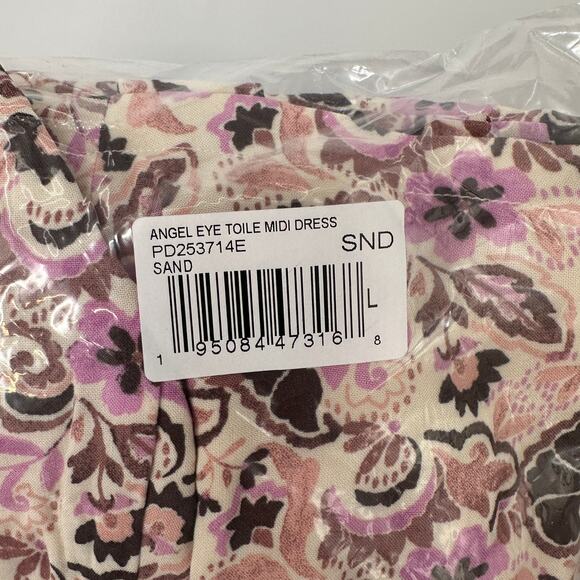 ANGEL EYE TOILE MIDI DRESS
PD253714E SND
SAND
L
1 95084 47316 8